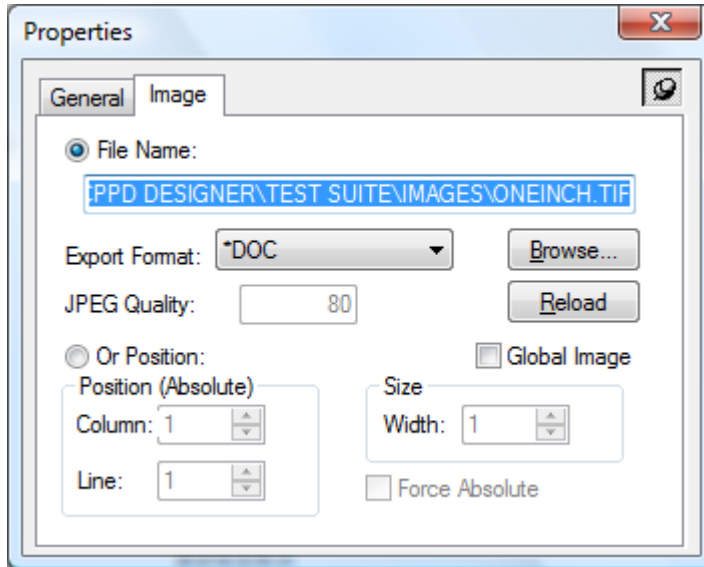 Properties
General Image
File Name:
PPD DESIGNER\TEST SUITE\IMAGES\ONEINCH.TIF
Export Format: *DOC Browse...
JPEG Quality: 80 Reload
Or Position: Global Image
Position (Absolute) Size
Column: 1 Width: 1
Line: 1 Force Absolute